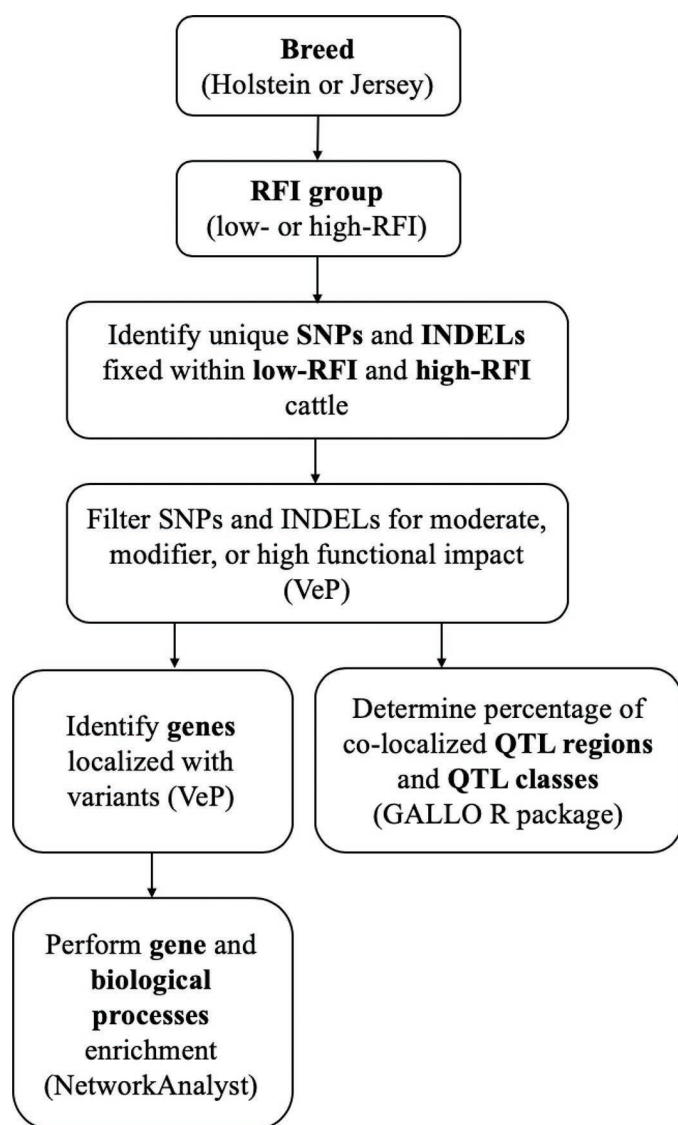 Breed
(Holstein or Jersey)
RFI group
(low- or high-RFI)
Identify unique SNPs and INDELs
fixed within low-RFI and high-RFI
cattle
Filter SNPs and INDELs for moderate,
modifier, or high functional impact
(VeP)
Identify genes
localized with
variants (VeP)
Determine percentage of
co-localized QTL regions
and QTL classes
(GALLO R package)
Perform gene and
biological
processes
enrichment
(NetworkAnalyst)